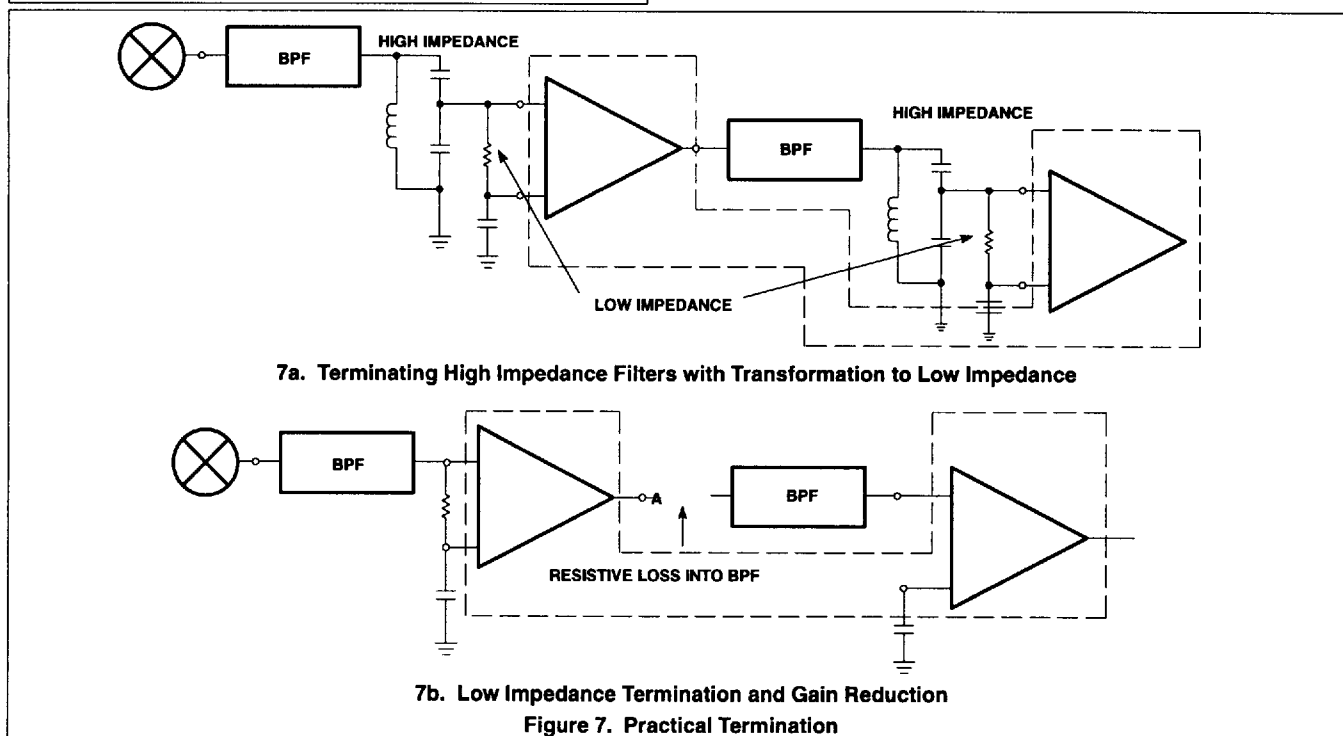 HIGH IMPEDANCE
BPF
HIGH IMPEDANCE
BPF
LOW IMPEDANCE
7a. Terminating High Impedance Filters with Transformation to Low Impedance
BPF
A
BPF
RESISTIVE LOSS INTO BPF
7b. Low Impedance Termination and Gain Reduction
Figure 7. Practical Termination